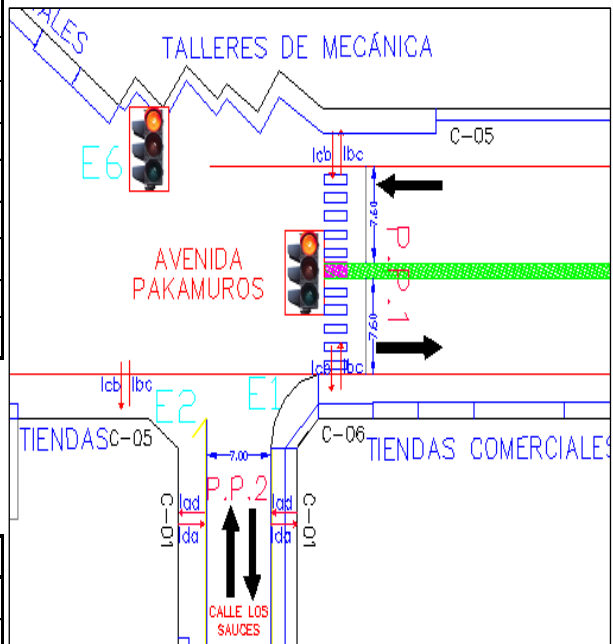 ALES
TALLERES DE MECÁNICA
C-05
E6
lcb lbc
7.60
P.P.1
AVENIDA
PAKAMUROS
7.60
lcb lbc
lcb lbc
E2
E1
TIENDAS
C-05
C-06
TIENDAS COMERCIALES
7.00
P.P.2
lad
lad
lda
lda
C-01
C-01
CALLE LOS
SAUCES